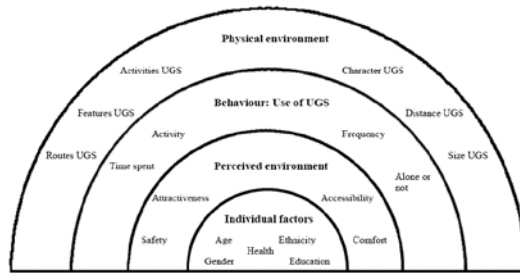 Physical environment
Activities UGS
Character UGS
Features UGS
Distance UGS
Routes UGS
Size UGS
Behaviour: Use of UGS
Activity
Frequency
Time spent
Alone or
not
Perceived environment
Attractiveness
Accessibility
Safety
Comfort
Individual factors
Age
Ethnicity
Health
Gender
Education